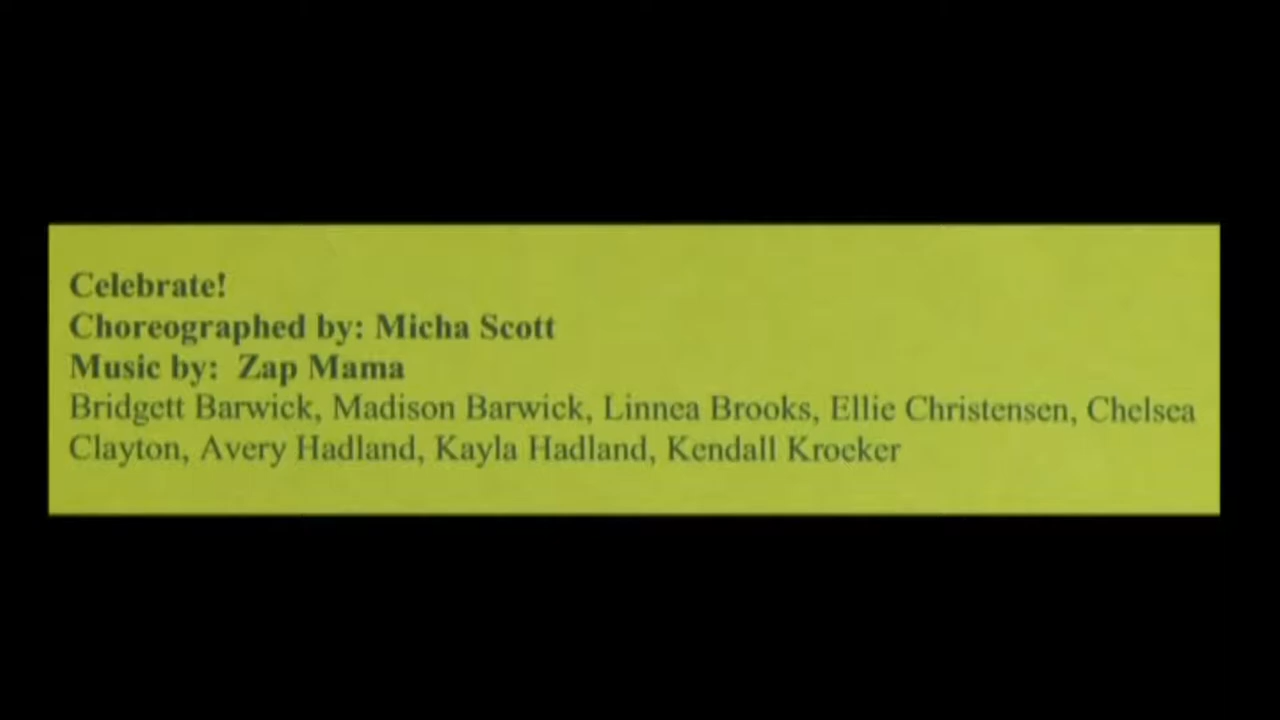 Celebrate!
Choreographed by: Micha Scott
Music by:  Zap Mama
Bridgett Barwick, Madison Barwick, Linnea Brooks, Ellie Christensen, Chelsea
Clayton, Avery Hadland, Kayla Hadland, Kendall Kroeker